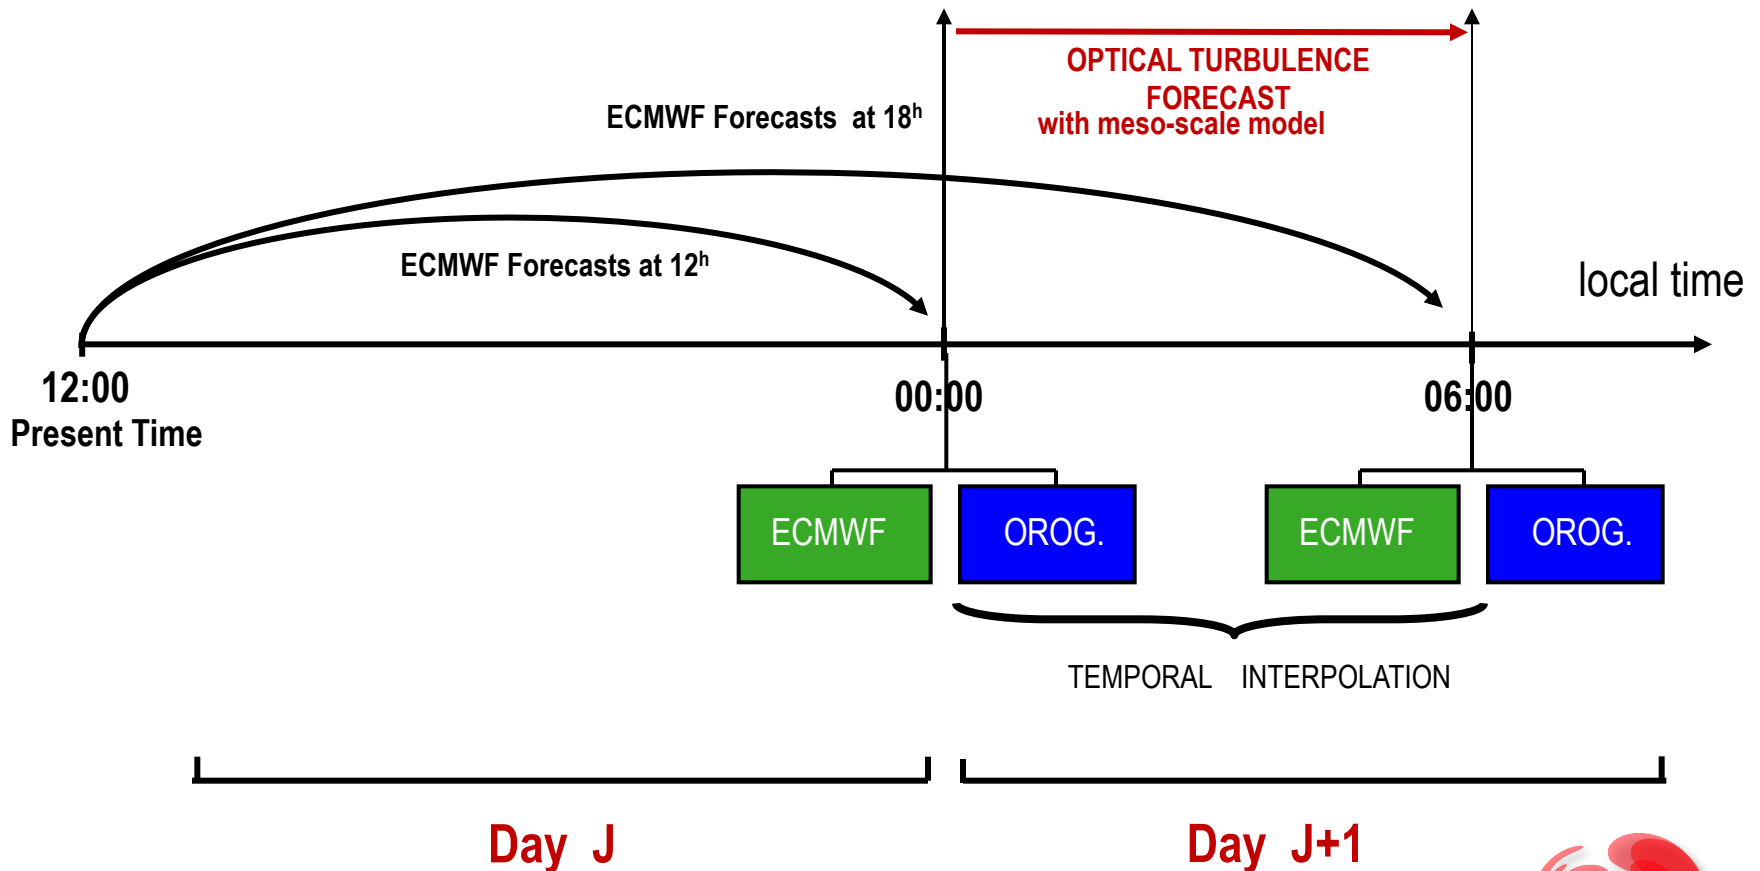 OPTICAL TURBULENCE
FORECAST
with meso-scale model
ECMWF Forecasts at 18h
ECMWF Forecasts at 12h
local time
12:00
Present Time
00:00
06:00
ECMWF
OROG.
ECMWF
OROG.
TEMPORAL INTERPOLATION
Day J
Day J+1